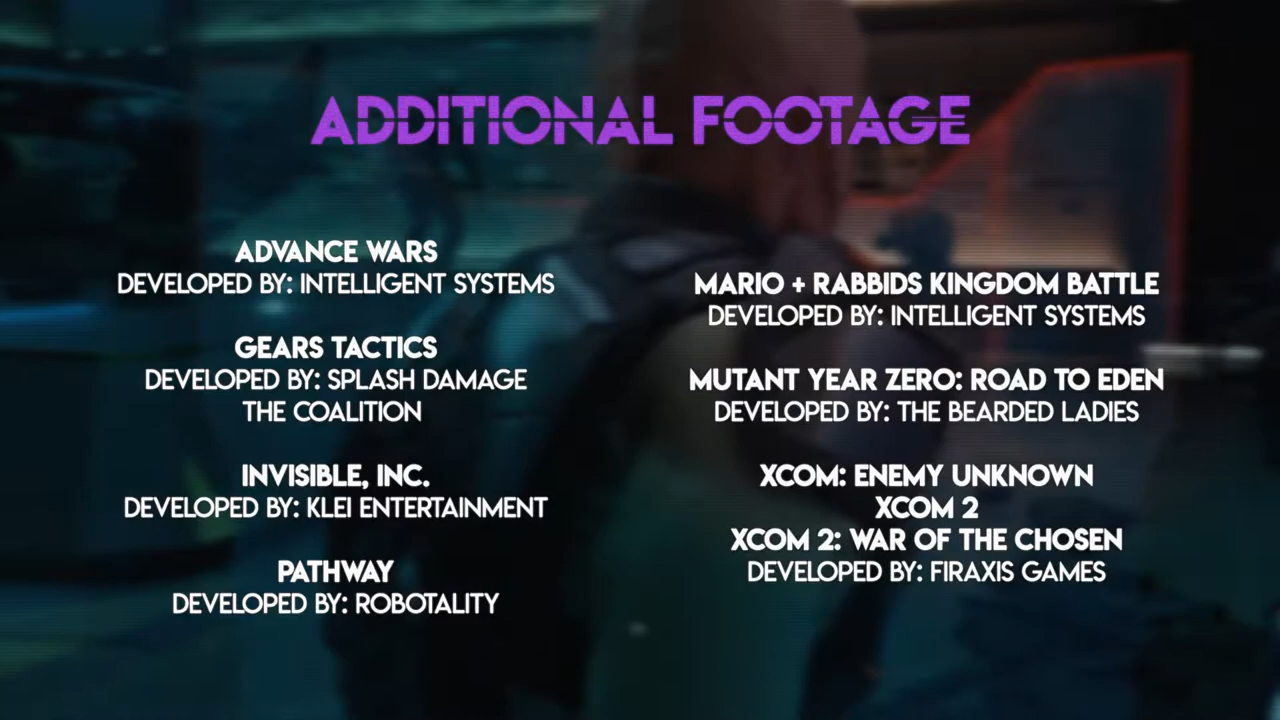 ADDITIONAL FOOTAGE
ADVANCE WARS
DEVELOPED BY: INTELLIGENT SYSTEMS
GEARS TACTICS
DEVELOPED BY: SPLASH DAMAGE
THE COALITION
INVISIBLE, INC.
DEVELOPED BY: KLEI ENTERTAINMENT
PATHWAY
DEVELOPED BY: ROBOTALITY
MARIO + RABBIDS KINGDOM BATTLE
DEVELOPED BY: INTELLIGENT SYSTEMS
MUTANT YEAR ZERO: ROAD TO EDEN
DEVELOPED BY: THE BEARDED LADIES
XCOM: ENEMY UNKNOWN
XCOM 2
XCOM 2: WAR OF THE CHOSEN
DEVELOPED BY: FIRAXIS GAMES